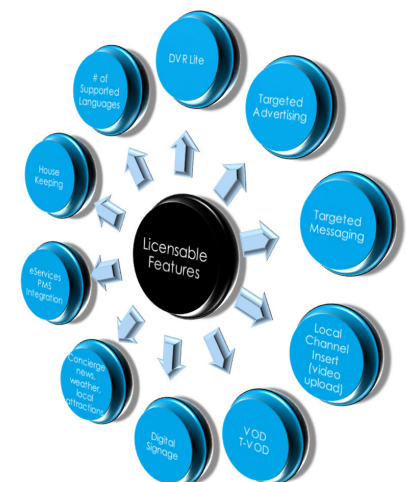 DVR Lite
# of
Supported
Languages
Targeted
Advertising
House
Keeping
Targeted
Messaging
Licensable
Features
eServices
PMS
Integration
Local
Channel
Insert
(video
upload)
Concierge
news,
weather,
local
attractions
Digital
Signage
VOD
T-VOD